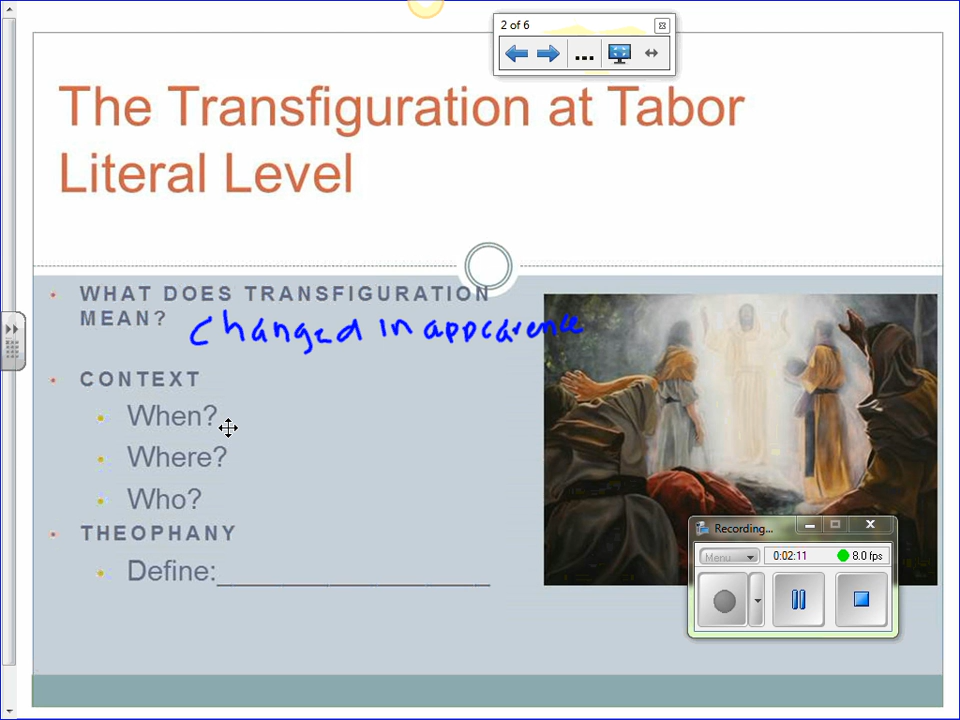 2 of 6
...
The Transfiguration at Tabor
Literal Level
WHAT DOES TRANSFIGURATION
MEAN? Changed in appearence
CONTEXT
When?
Where?
Who?
THEOPHANY
Define:__________________
Recording...
Menu 0:02:11 8.0 fps